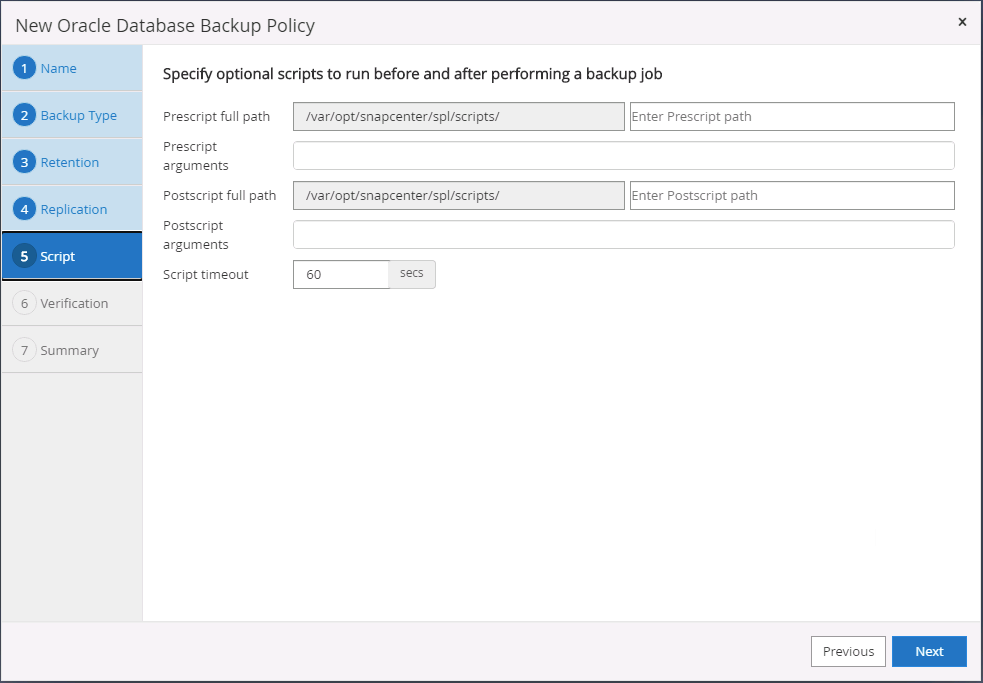 New Oracle Database Backup Policy
×
1 Name
2 Backup Type
3 Retention
4 Replication
5 Script
6 Verification
7 Summary
Specify optional scripts to run before and after performing a backup job
Prescript full path /var/opt/snapcenter/spl/scripts/ Enter Prescript path
Prescript
arguments
Postscript full path /var/opt/snapcenter/spl/scripts/ Enter Postscript path
Postscript
arguments
Script timeout 60 secs
Previous Next